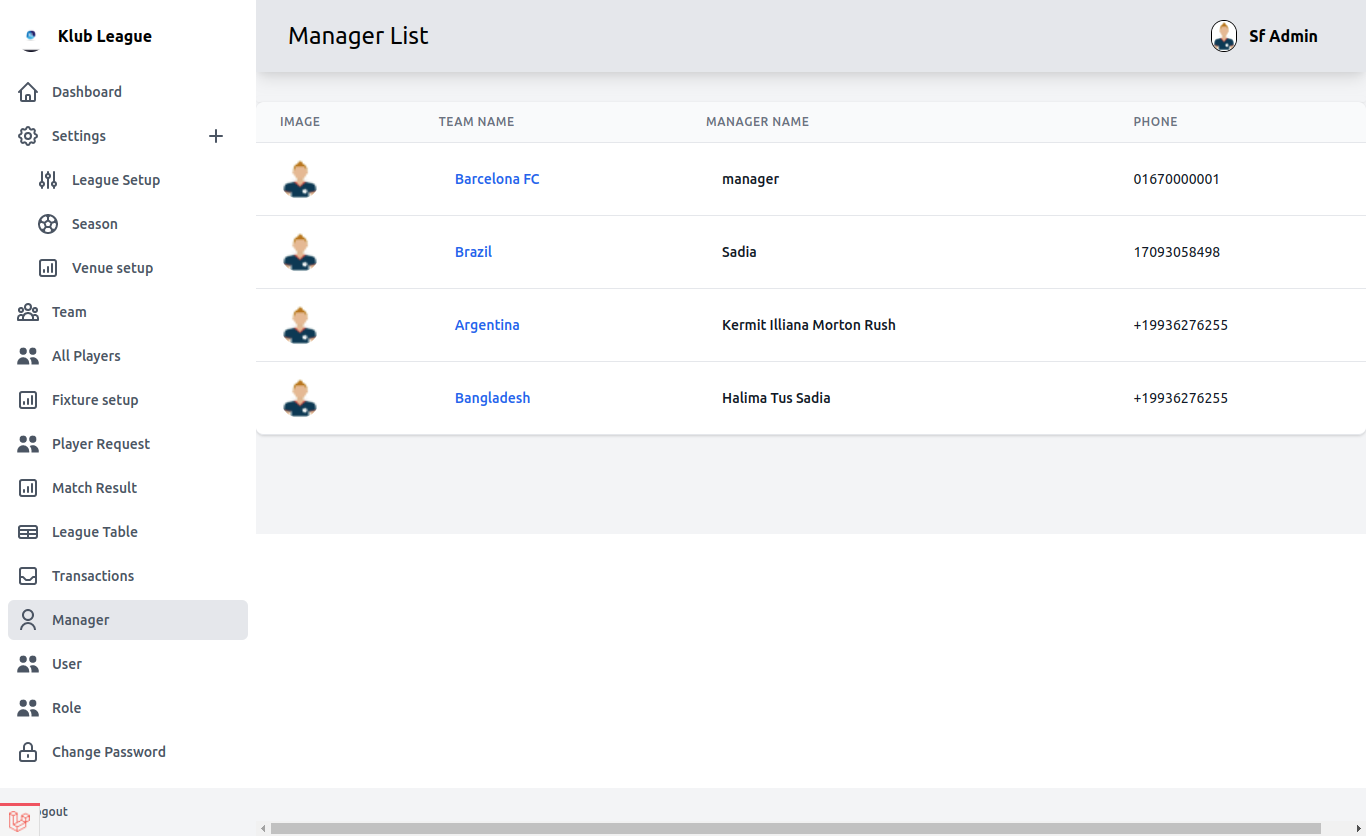 Klub League
Manager List
Sf Admin
Dashboard
Settings
League Setup
Season
Venue setup
Team
All Players
Fixture setup
Player Request
Match Result
League Table
Transactions
Manager
User
Role
Change Password
ogout
IMAGE TEAM NAME MANAGER NAME PHONE
Barcelona FC manager 01670000001
Brazil Sadia 17093058498
Argentina Kermit Illiana Morton Rush +19936276255
Bangladesh Halima Tus Sadia +19936276255